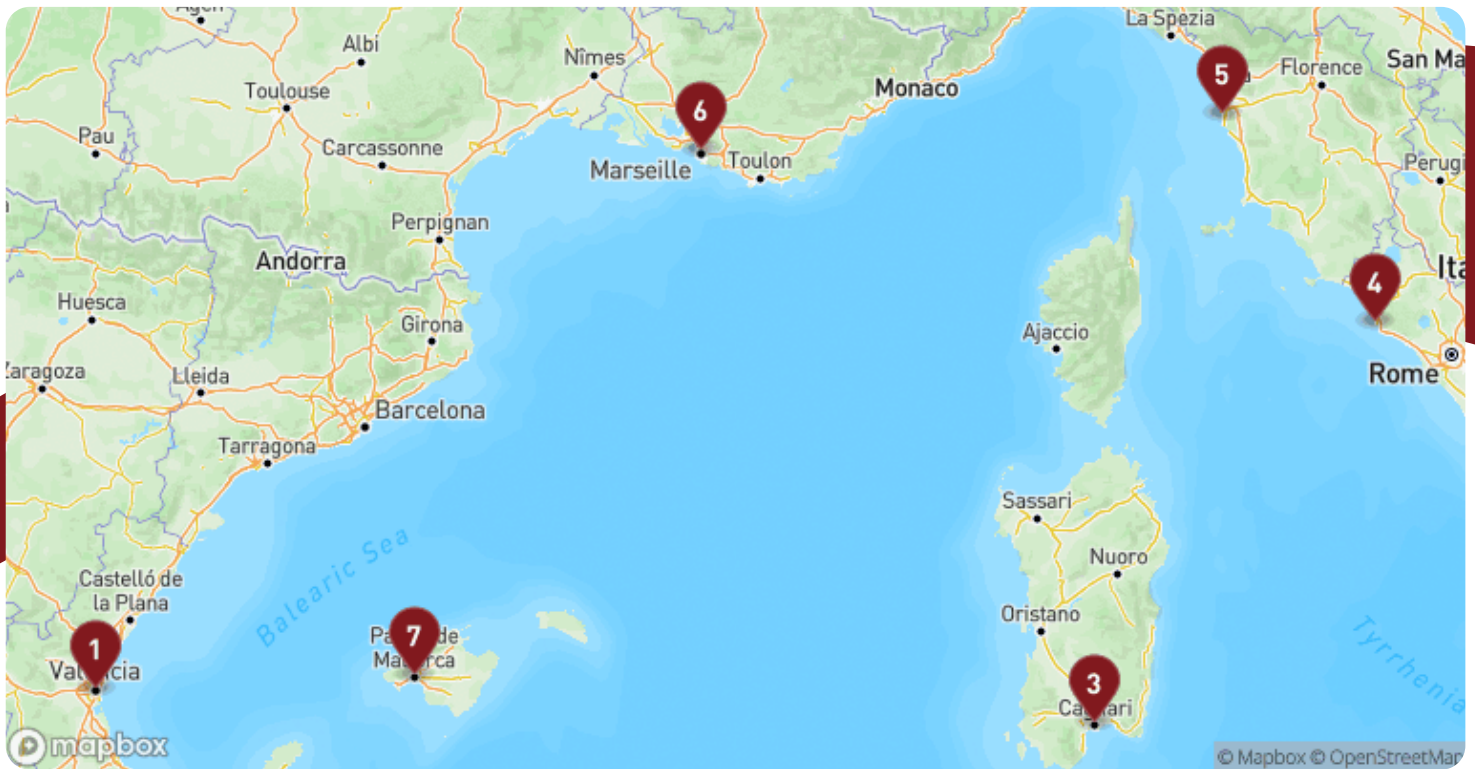 Agen
La Spezia
Albi
Nîmes
Florence
San Ma
5
Toulouse
Monaco
6
Pau
Carcassonne
Marseille
Toulon
Perugi
Perpignan
Andorra
Ita
4
Huesca
Girona
Ajaccio
Zaragoza
Lleida
Rome
Barcelona
Tarragona
Sassari
Balearic Sea
Nuoro
Castelló de
la Plana
Oristano
1
7
Tyrrhenia
3
mapbox
© Mapbox © OpenStreetMap